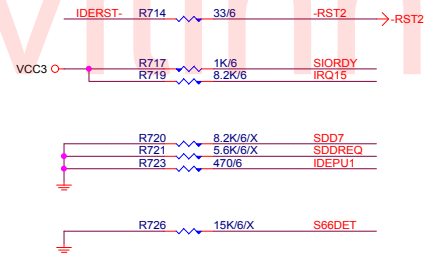 IDERST- R714 33/6 -RST2 -RST2
R717 1K/6 SIORDY
VCC3 R719 8.2K/6 IRQ15
R720 8.2K/6/X SDD7
R721 5.6K/6/X SDDREQ
R723 470/6 IDEPU1
R726 15K/6/X S66DET